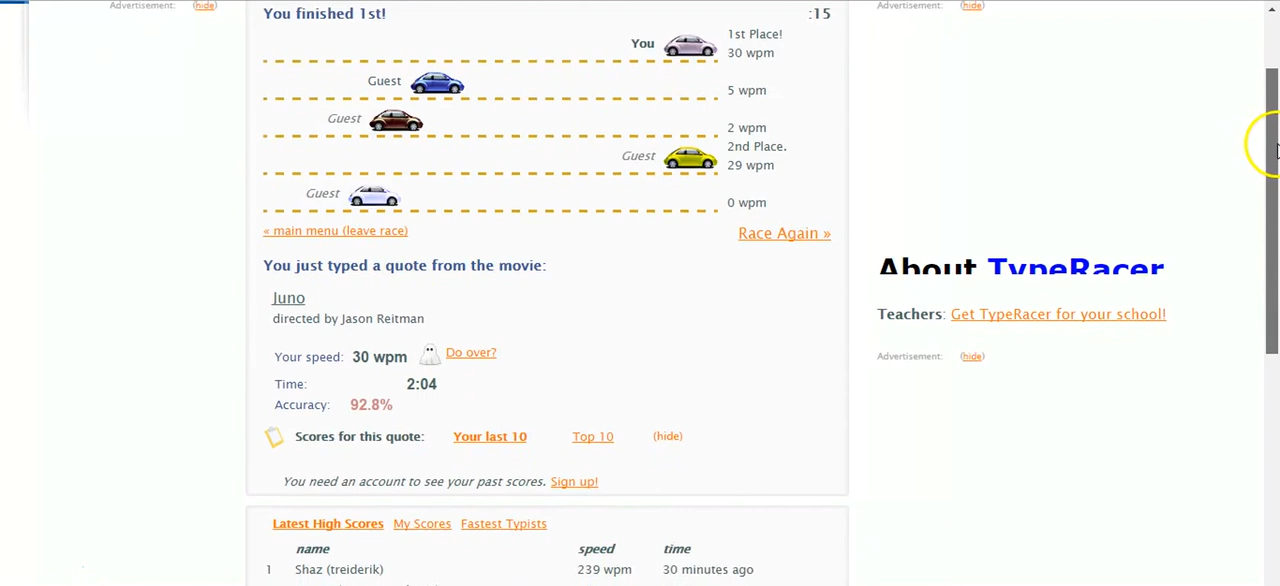 Advertisement: (hide)
Advertisement: (hide)
You finished 1st! :15
You 1st Place!
30 wpm
Guest 5 wpm
Guest 2 wpm
Guest 2nd Place.
29 wpm
Guest 0 wpm
« main menu (leave race) Race Again »
You just typed a quote from the movie:
Juno
directed by Jason Reitman
Your speed: 30 wpm Do over?
Time: 2:04
Accuracy: 92.8%
Scores for this quote: Your last 10 Top 10 (hide)
You need an account to see your past scores. Sign up!
Latest High Scores My Scores Fastest Typists
name speed time
1 Shaz (treiderik) 239 wpm 30 minutes ago
About TypeRacer
Teachers: Get TypeRacer for your school!
Advertisement: (hide)